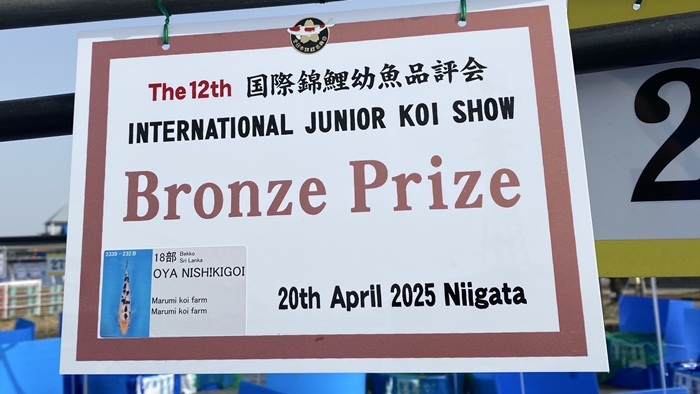 The 12th 国際錦鯉幼魚品評会
INTERNATIONAL JUNIOR KOI SHOW
Bronze Prize
2339-232B
18部 Bekko
Sri Lanka
OYA NISHIKIGOI
Marumi koi farm
Marumi koi farm
20th April 2025 Niigata
2